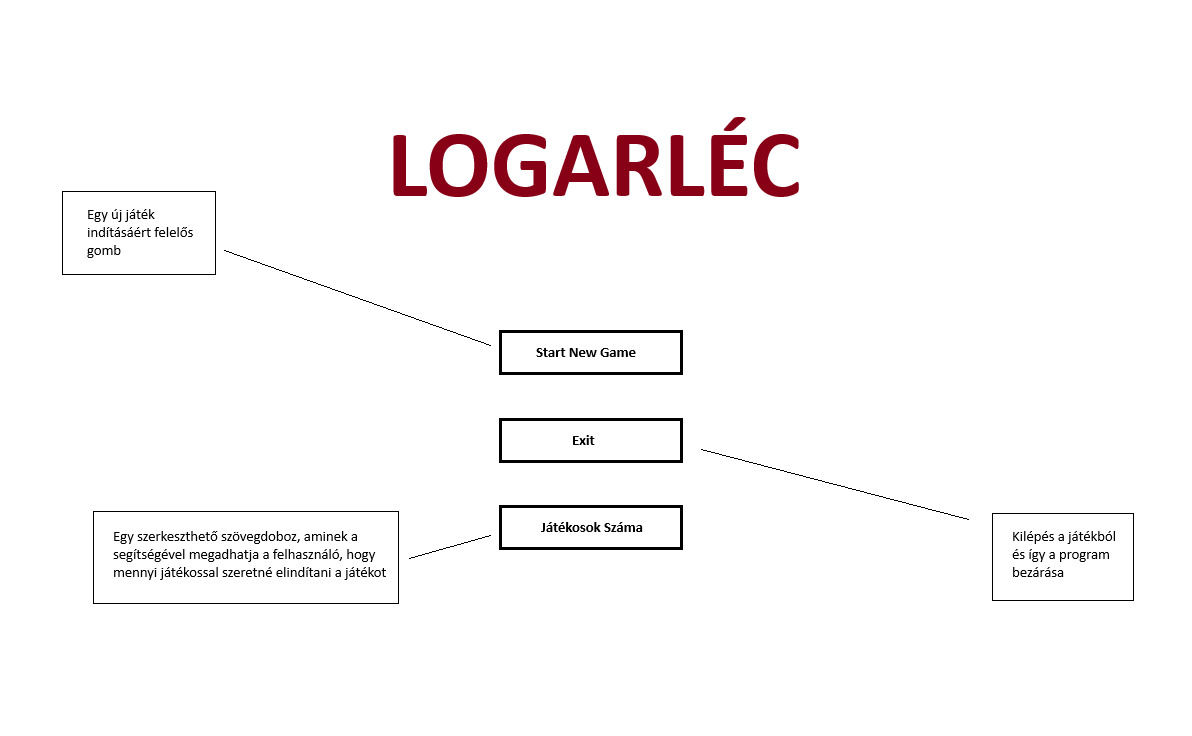 LOGARLÉC
Egy új játék
indításáért felelős
gomb
Start New Game
Exit
Játékosok Száma
Egy szerkeszthető szövegdoboz, aminek a
segítségével megadhatja a felhasználó, hogy
mennyi játékossal szeretné elindítani a játékot
Kilépés a játékból
és így a program
bezárása